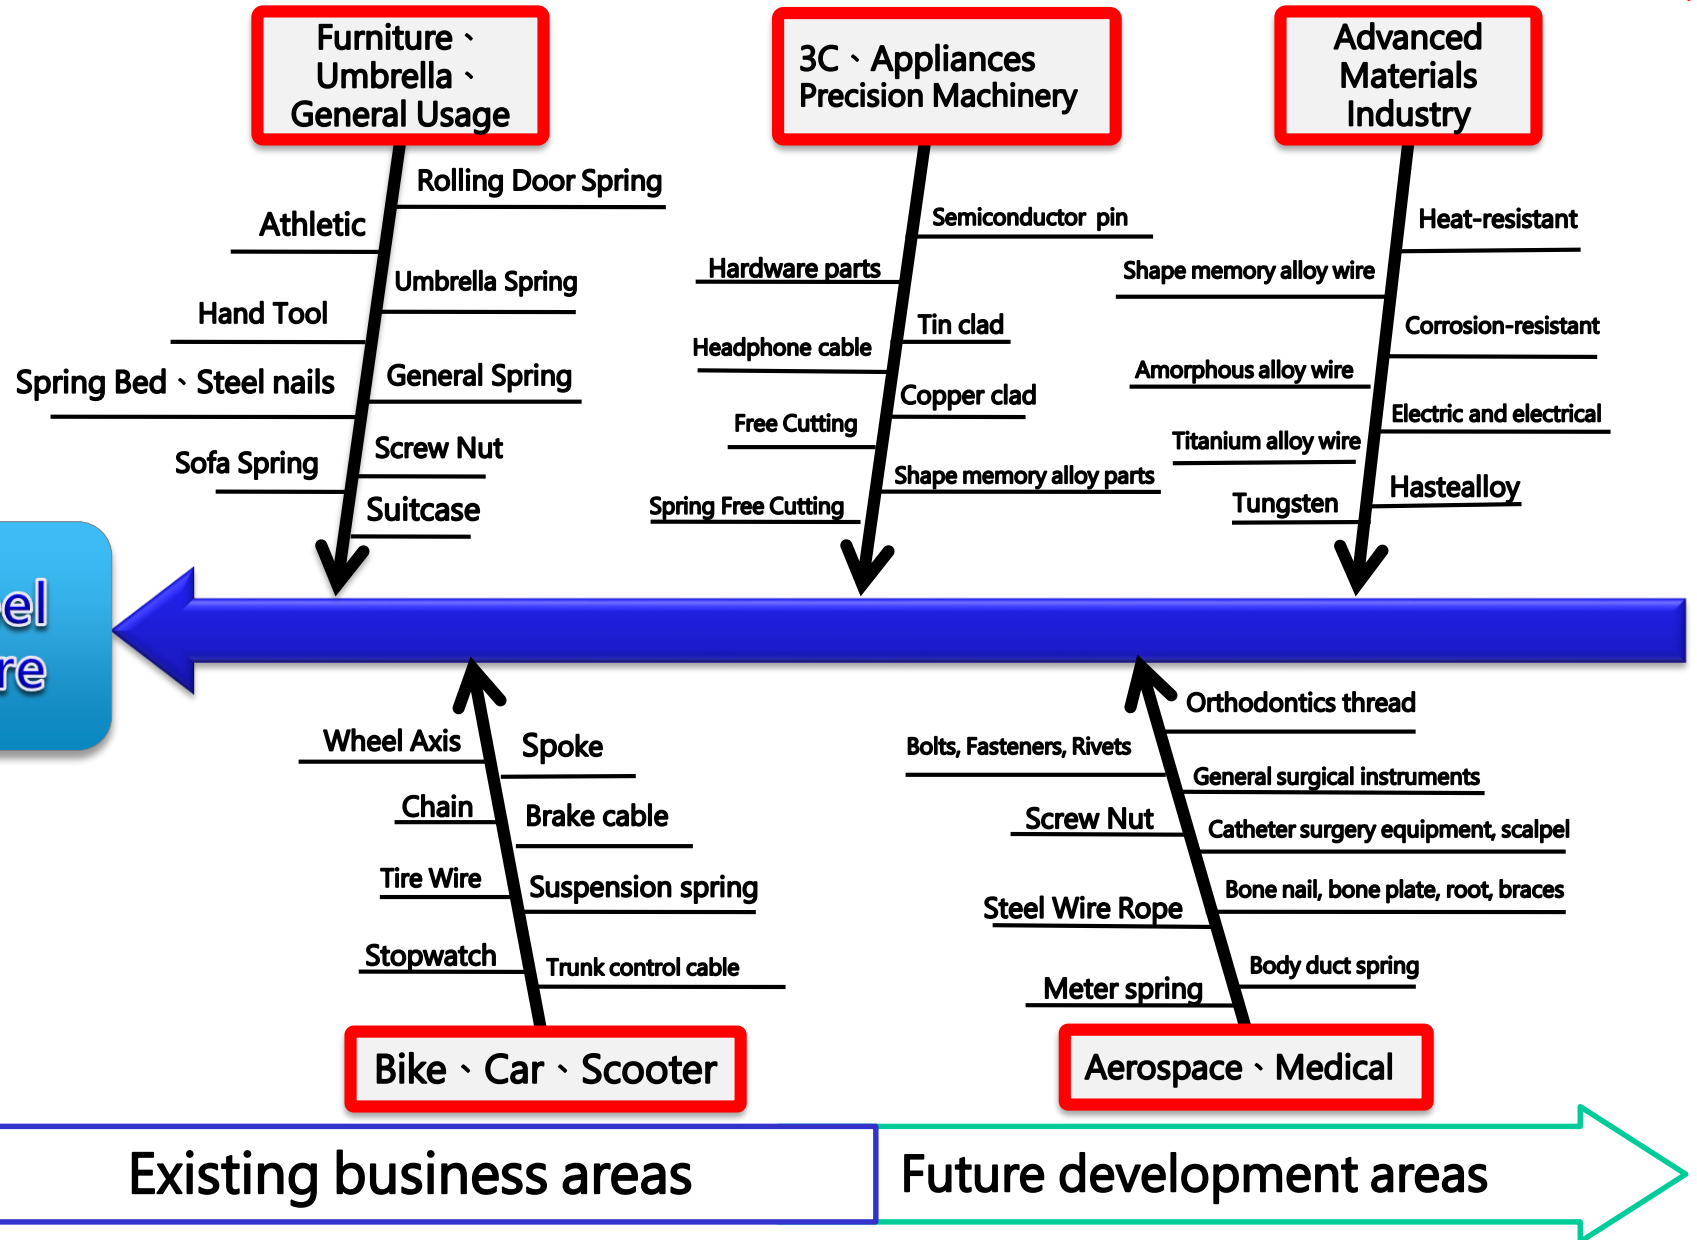 Furniture、
Umbrella、
General Usage
Rolling Door Spring
Athletic
Umbrella Spring
Hand Tool
General Spring
Spring Bed、Steel nails
Screw Nut
Sofa Spring
Suitcase
3C、Appliances
Precision Machinery
Semiconductor pin
Hardware parts
Tin clad
Headphone cable
Copper clad
Free Cutting
Shape memory alloy parts
Spring Free Cutting
Advanced
Materials
Industry
Heat-resistant
Shape memory alloy wire
Corrosion-resistant
Amorphous alloy wire
Electric and electrical
Titanium alloy wire
Hastealloy
Tungsten
el
re
Wheel Axis
Spoke
Chain
Brake cable
Tire Wire
Suspension spring
Stopwatch
Trunk control cable
Bike、Car、Scooter
Orthodontics thread
Bolts, Fasteners, Rivets
General surgical instruments
Screw Nut
Catheter surgery equipment, scalpel
Bone nail, bone plate, root, braces
Steel Wire Rope
Body duct spring
Meter spring
Aerospace、Medical
Existing business areas
Future development areas